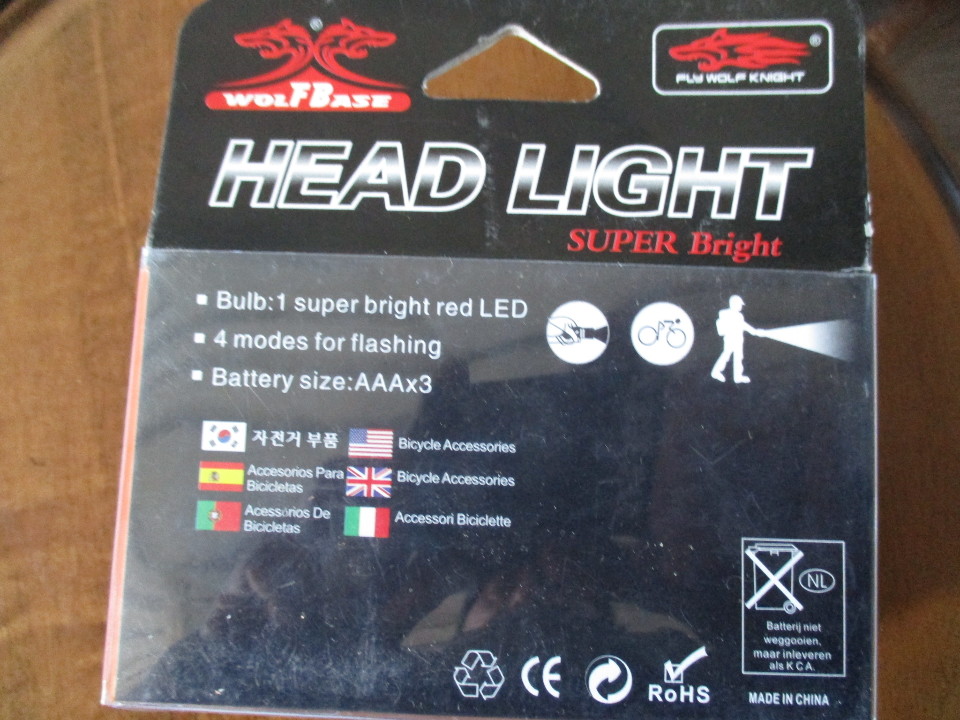 WOLFBASE ®
FLY WOLF KNIGHT ®
HEAD LIGHT
SUPER Bright
▪ Bulb:1 super bright red LED
▪ 4 modes for flashing
▪ Battery size:AAAx3
자전거 부품
Bicycle Accessories
Accesorios Para
Bicicletas
Bicycle Accessories
Acessórios De
Bicicletas
Accessori Biciclette
NL
Batterij niet
weggooien,
maar inleveren
als K C A.
CE
RoHS
MADE IN CHINA